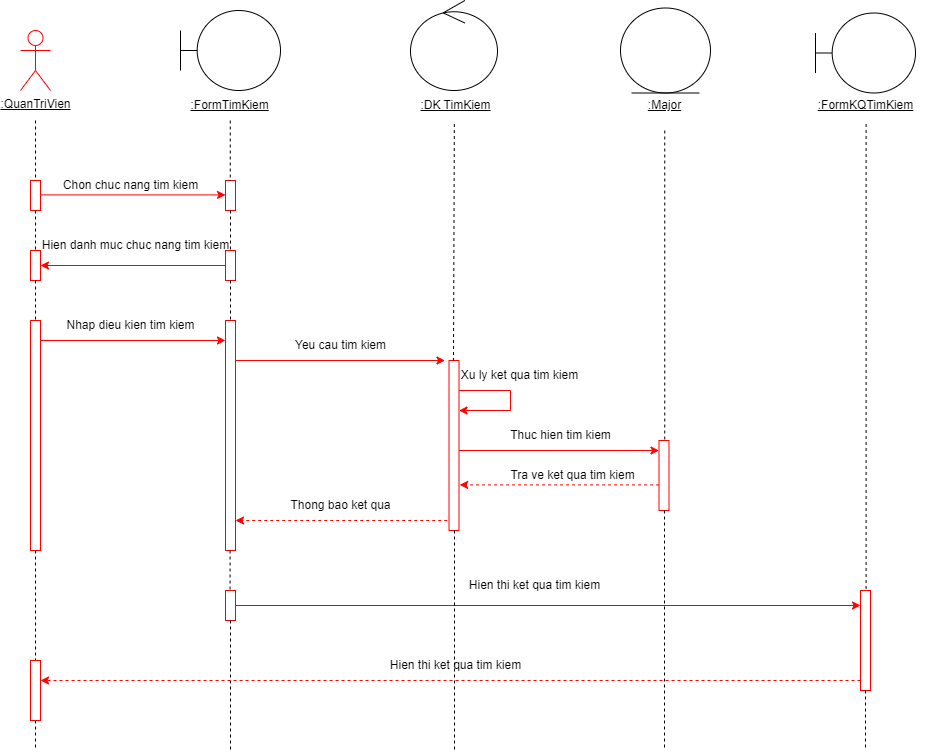 :QuanTriVien
:FormTimKiem
:DK TimKiem
:Major
:FormKQTimKiem
Chon chuc nang tim kiem
Hien danh muc chuc nang tim kiem
Nhap dieu kien tim kiem
Yeu cau tim kiem
Xu ly ket qua tim kiem
Thuc hien tim kiem
Tra ve ket qua tim kiem
Thong bao ket qua
Hien thi ket qua tim kiem
Hien thi ket qua tim kiem